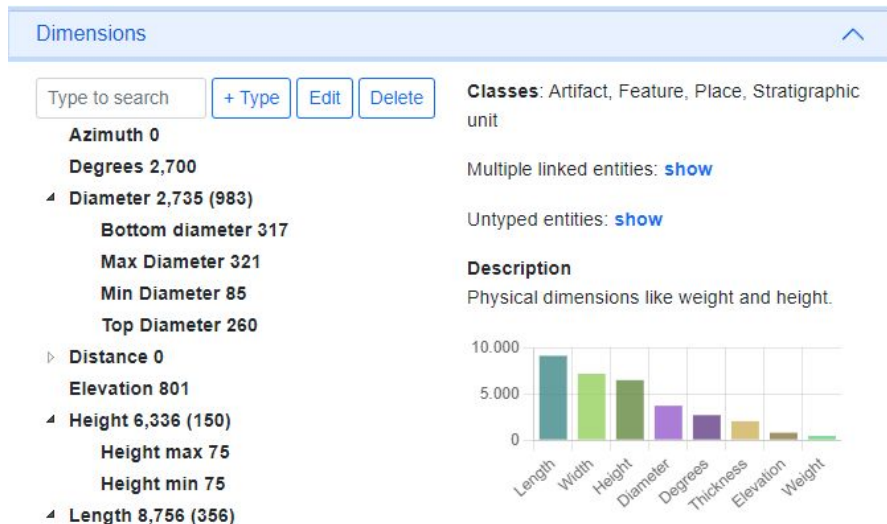 Dimensions
Type to search
+ Type
Edit
Delete
Azimuth 0
Degrees 2,700
Diameter 2,735 (983)
Bottom diameter 317
Max Diameter 321
Min Diameter 85
Top Diameter 260
Distance 0
Elevation 801
Height 6,336 (150)
Height max 75
Height min 75
Length 8,756 (356)
Classes: Artifact, Feature, Place, Stratigraphic
unit
Multiple linked entities: show
Untyped entities: show
Description
Physical dimensions like weight and height.
10.000
5.000
0
Length
Width
Height
Diameter
Degrees
Thickness
Elevation
Weight